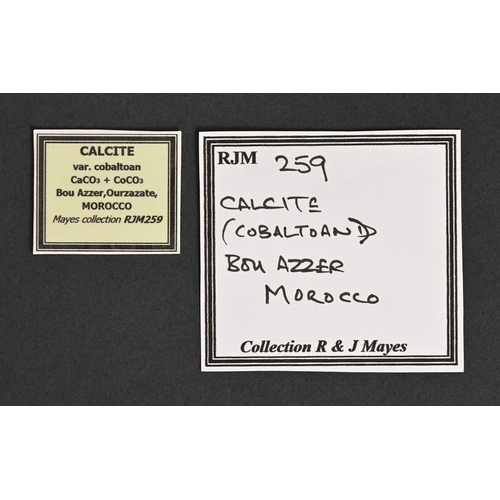 CALCITE
var. cobaltoan
CaCO₃ + CoCO₃
Bou Azzer,Ourzazate,
MOROCCO
Mayes collection RJM259
RJM 259
CALCITE
(COBALTOAN)
BOU AZZER
MOROCCO
Collection R & J Mayes